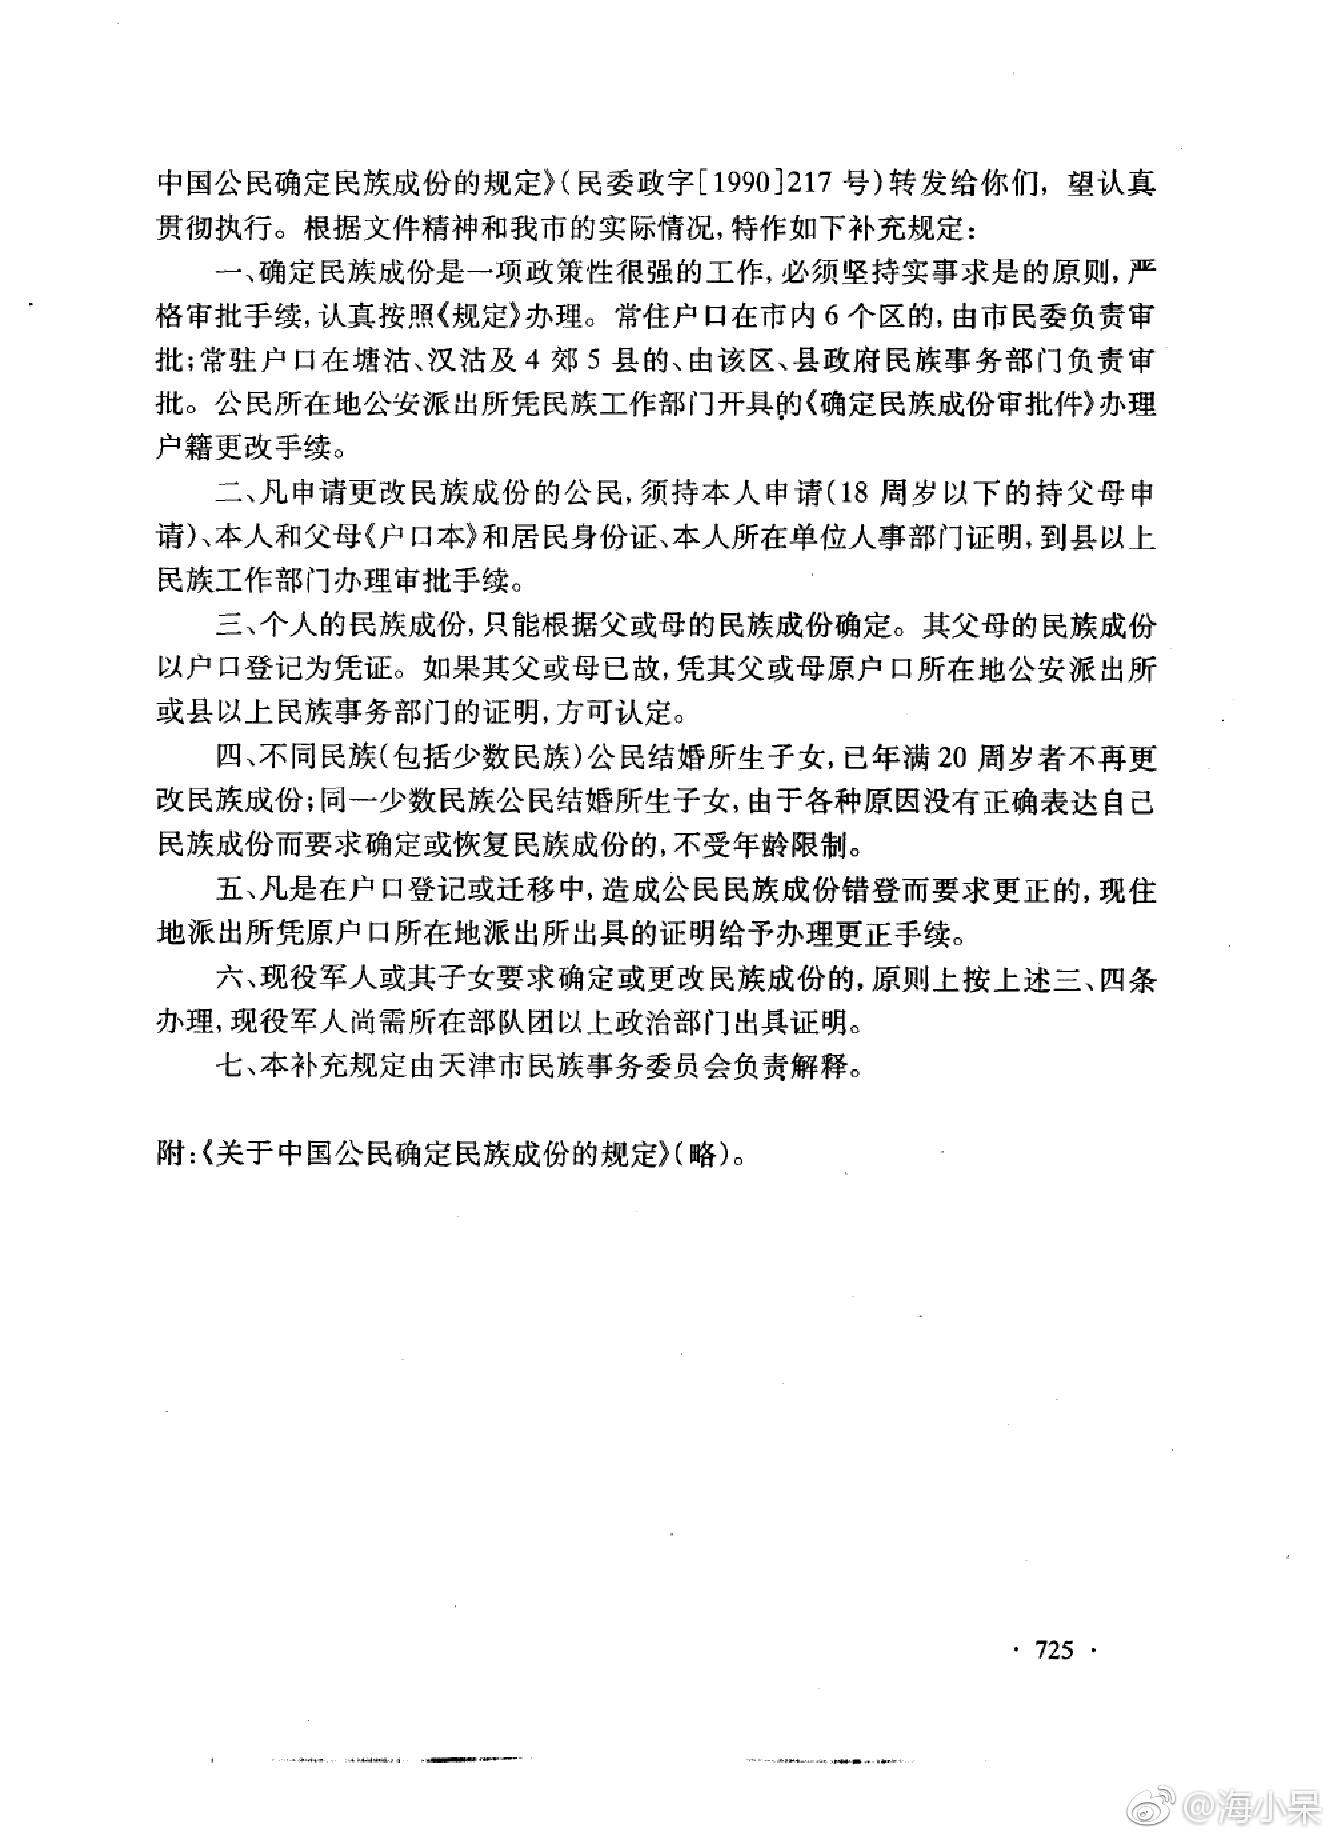 中国公民确定民族成份的规定》(民委政字[1990]217 号)转发给你们，望认真
贯彻执行。根据文件精神和我市的实际情况,特作如下补充规定:
一、确定民族成份是一项政策性很强的工作,必须坚持实事求是的原则,严
格审批手续,认真按照《规定》办理。常住户口在市内 6 个区的,由市民委负责审
批;常驻户口在塘沽、汉沽及 4 郊 5 县的、由该区、县政府民族事务部门负责审
批。公民所在地公安派出所凭民族工作部门开具的《确定民族成份审批件》办理
户籍更改手续。
二、凡申请更改民族成份的公民,须持本人申请(18 周岁以下的持父母申
请)、本人和父母《户口本》和居民身份证、本人所在单位人事部门证明,到县以上
民族工作部门办理审批手续。
三、个人的民族成份,只能根据父或母的民族成份确定。其父母的民族成份
以户口登记为凭证。如果其父或母已故,凭其父或母原户口所在地公安派出所
或县以上民族事务部门的证明,方可认定。
四、不同民族(包括少数民族)公民结婚所生子女,已年满 20 周岁者不再更
改民族成份;同一少数民族公民结婚所生子女,由于各种原因没有正确表达自己
民族成份而要求确定或恢复民族成份的,不受年龄限制。
五、凡是在户口登记或迁移中,造成公民民族成份错登而要求更正的,现住
地派出所凭原户口所在地派出所出具的证明给予办理更正手续。
六、现役军人或其子女要求确定或更改民族成份的,原则上按上述三、四条
办理,现役军人尚需所在部队团以上政治部门出具证明。
七、本补充规定由天津市民族事务委员会负责解释。
附:《关于中国公民确定民族成份的规定》(略)。
· 725 ·
@海小呆